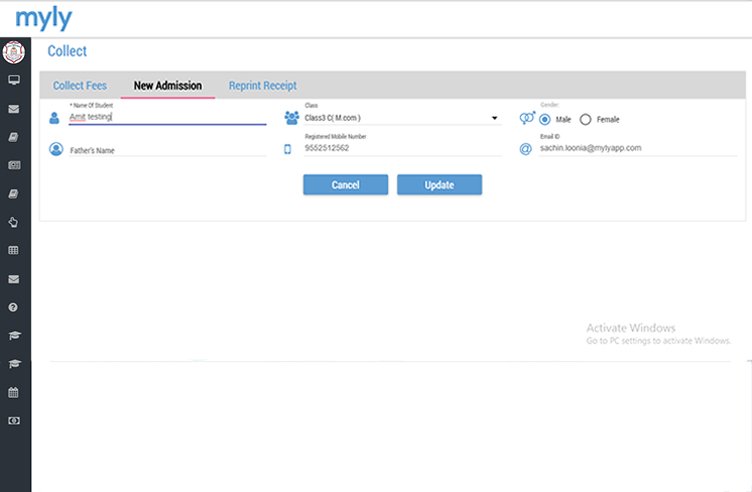 myly
Collect
Collect Fees New Admission Reprint Receipt
* Name Of Student Class Gender
Amit testing Class3 C( M.com ) Male Female
Registered Mobile Number Email ID
Father's Name 9552512562 sachin.loonia@mylyapp.com
Cancel Update
Activate Windows
Go to PC settings to activate Windows.